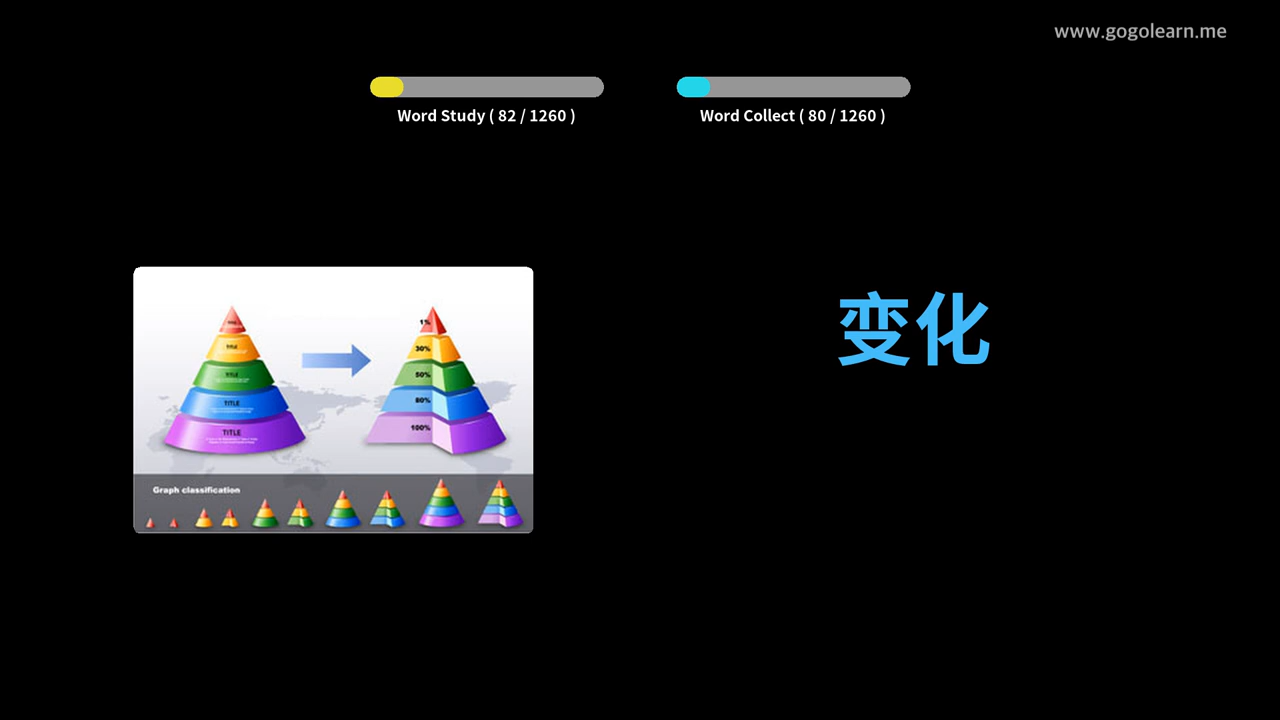 www.gogolearn.me
Word Study ( 82 / 1260 )
Word Collect ( 80 / 1260 )
变化
TITLE
TITLE
TITLE
TITLE
1%
30%
50%
80%
100%
Graph classification